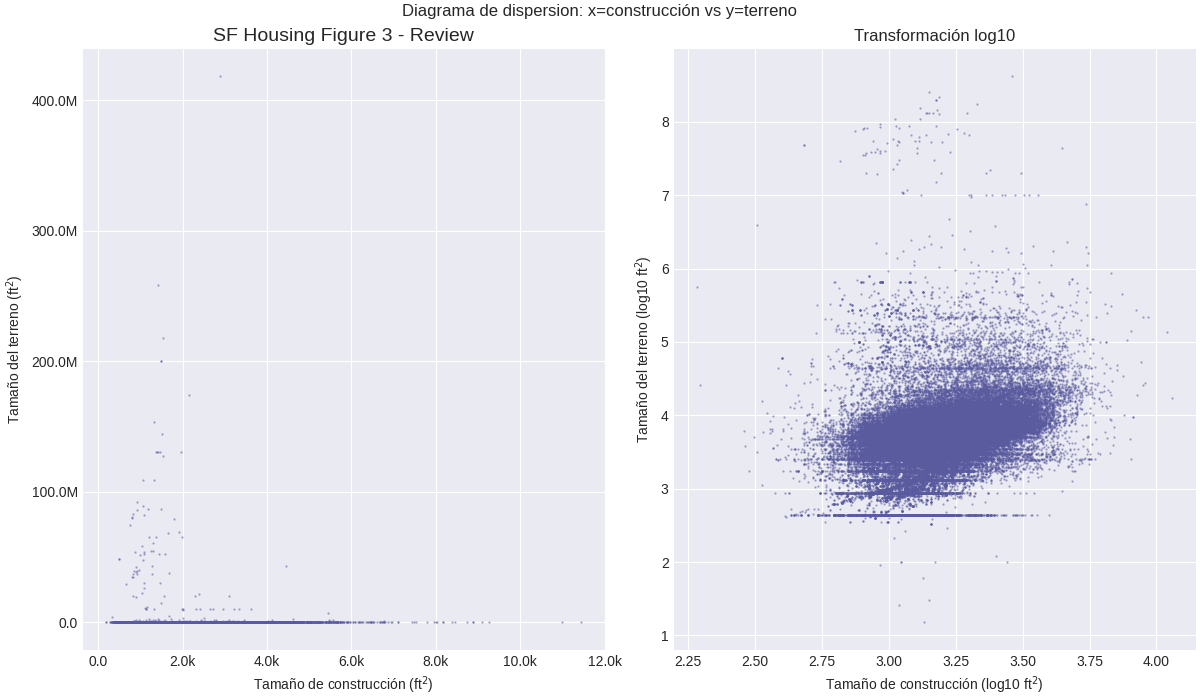 Diagrama de dispersion: x=construcción vs y=terreno
SF Housing Figure 3 - Review
400.0M
300.0M
200.0M
100.0M
0.0
0.0
2.0k
4.0k
6.0k
8.0k
10.0k
12.0k
Tamaño del terreno (ft²)
Tamaño de construcción (ft²)
Transformación log10
8
7
6
5
4
3
2
1
2.25
2.50
2.75
3.00
3.25
3.50
3.75
4.00
Tamaño del terreno (log10 ft²)
Tamaño de construcción (log10 ft²)